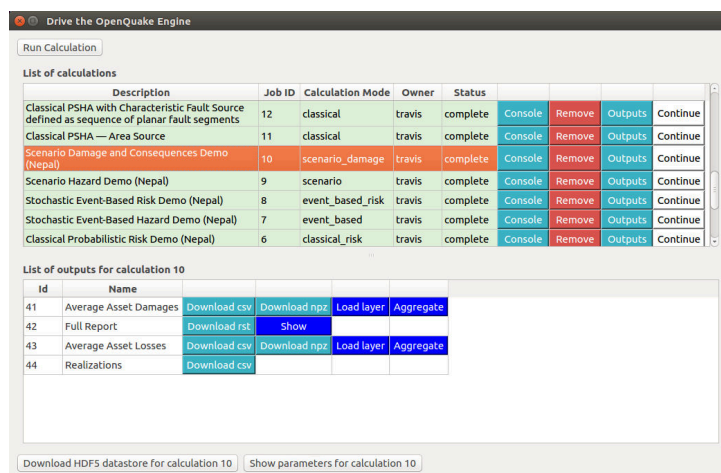 Drive the OpenQuake Engine
Run Calculation
List of calculations
Description Job ID Calculation Mode Owner Status
Classical PSHA with Characteristic Fault Source
defined as sequence of planar fault segments 12 classical travis complete Console Remove Outputs Continue
Classical PSHA — Area Source 11 classical travis complete Console Remove Outputs Continue
Scenario Damage and Consequences Demo
(Nepal) 10 scenario_damage travis complete Console Remove Outputs Continue
Scenario Hazard Demo (Nepal) 9 scenario travis complete Console Remove Outputs Continue
Stochastic Event-Based Risk Demo (Nepal) 8 event_based_risk travis complete Console Remove Outputs Continue
Stochastic Event-Based Hazard Demo (Nepal) 7 event_based travis complete Console Remove Outputs Continue
Classical Probabilistic Risk Demo (Nepal) 6 classical_risk travis complete Console Remove Outputs Continue
List of outputs for calculation 10
Id Name
41 Average Asset Damages Download csv Download npz Load layer Aggregate
42 Full Report Download rst Show
43 Average Asset Losses Download csv Download npz Load layer Aggregate
44 Realizations Download csv
Download HDF5 datastore for calculation 10 Show parameters for calculation 10